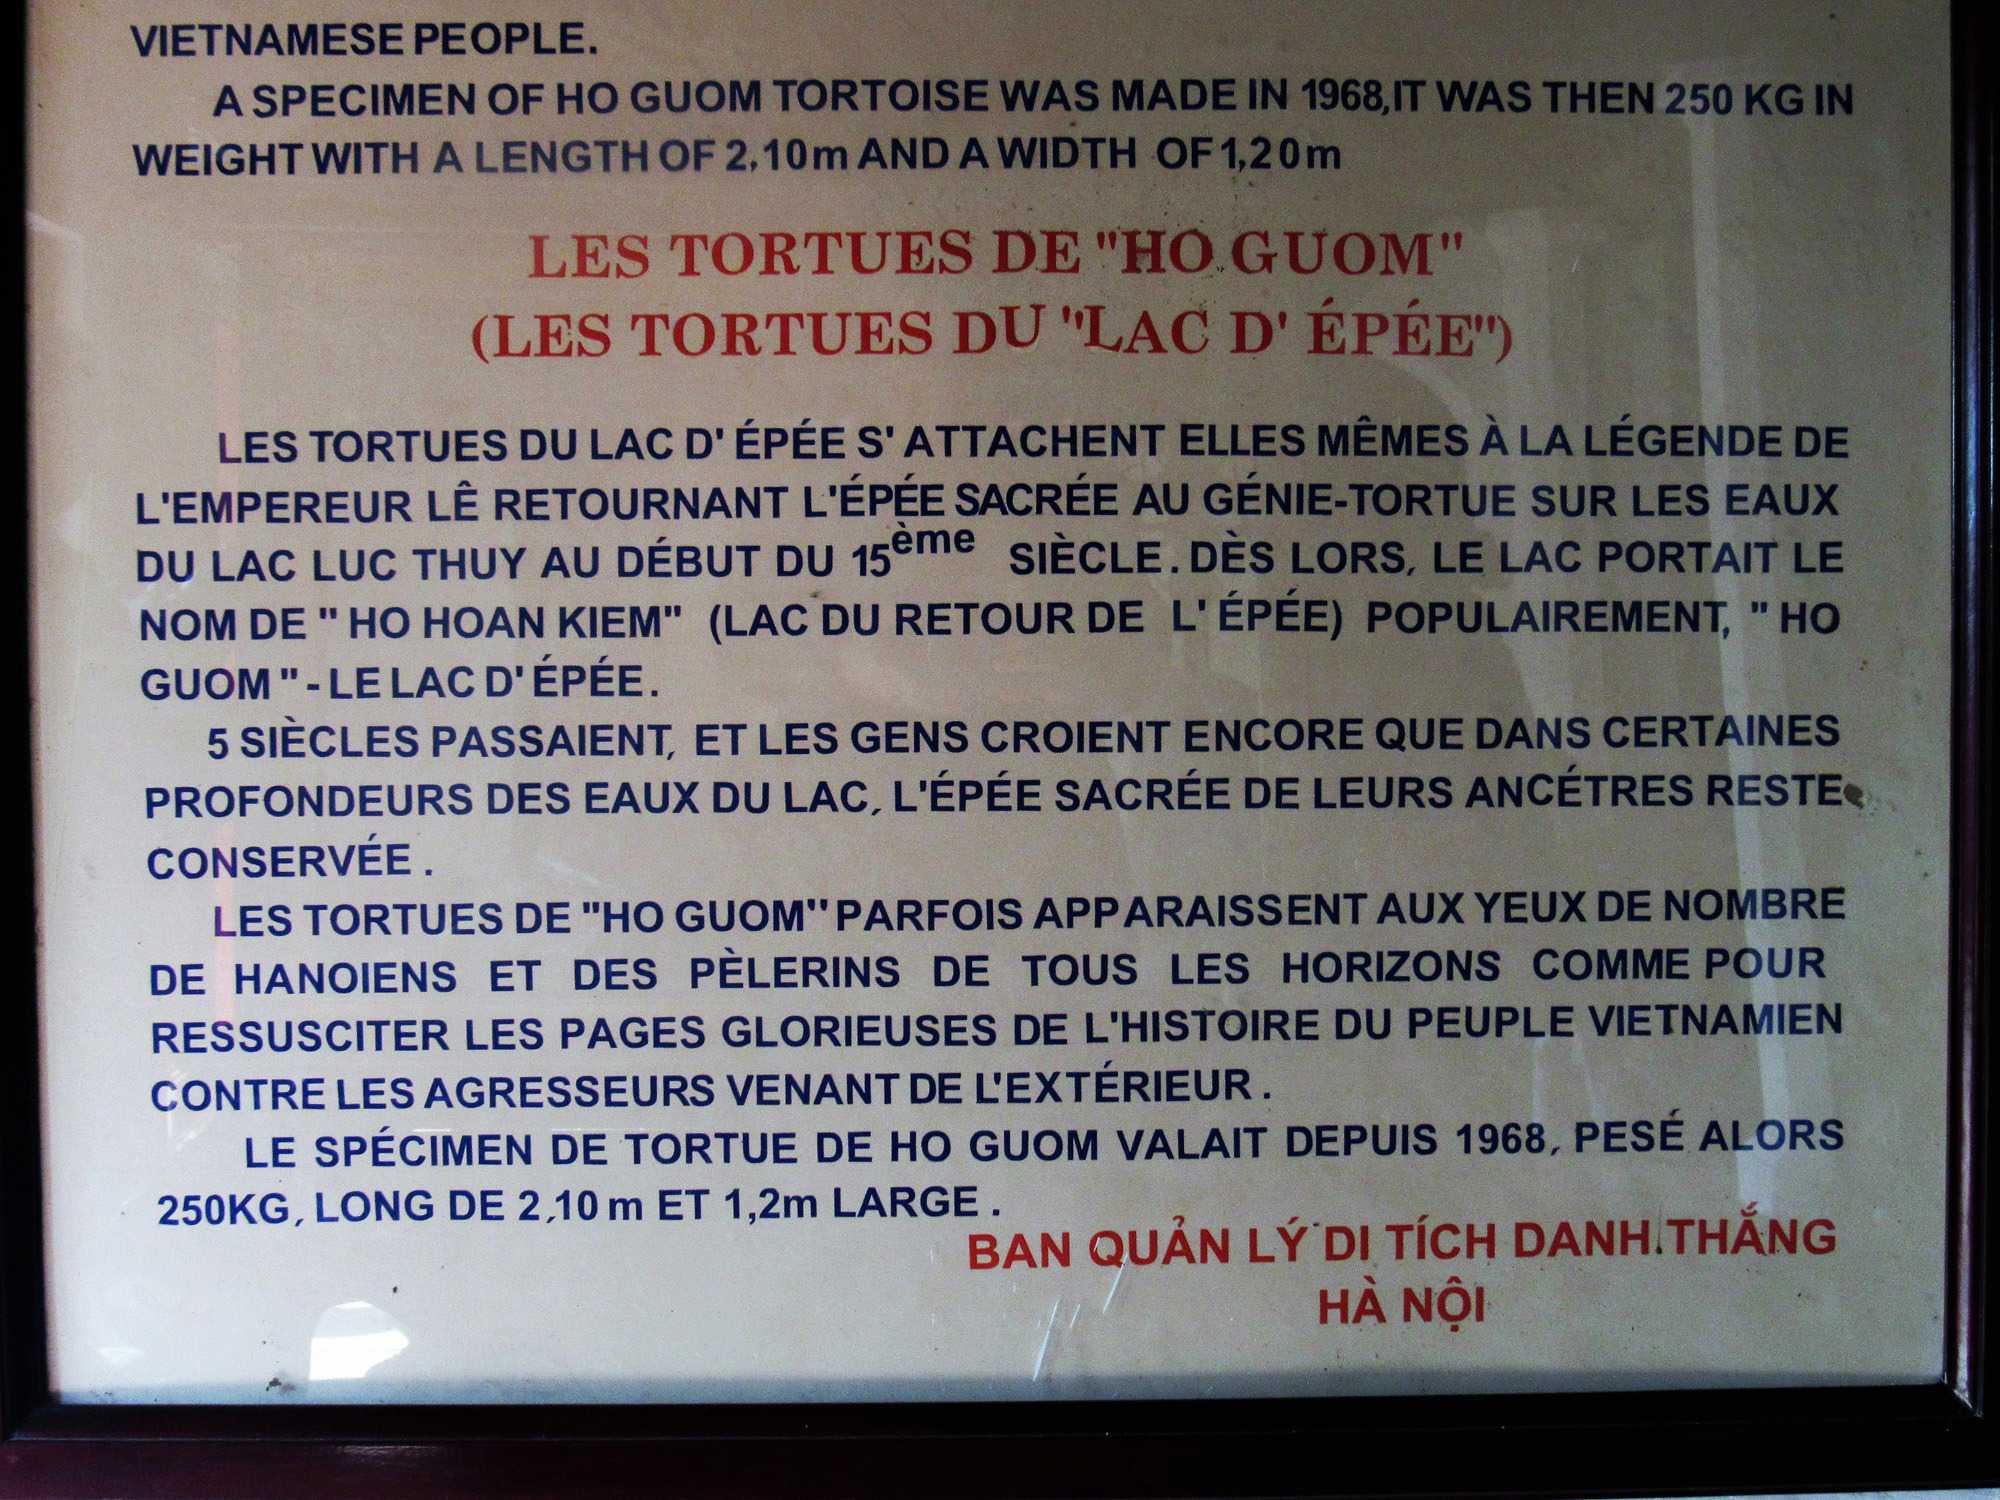 VIETNAMESE PEOPLE.
A SPECIMEN OF HO GUOM TORTOISE WAS MADE IN 1968,IT WAS THEN 250 KG IN
WEIGHT WITH A LENGTH OF 2,10m AND A WIDTH OF 1,20m
LES TORTUES DE "HO GUOM"
(LES TORTUES DU "LAC D' ÉPÉE")
LES TORTUES DU LAC D' ÉPÉE S' ATTACHENT ELLES MÊMES À LA LÉGENDE DE
L'EMPEREUR LÊ RETOURNANT L'ÉPÉE SACRÉE AU GÉNIE-TORTUE SUR LES EAUX
DU LAC LUC THUY AU DÉBUT DU 15ème SIÈCLE. DÈS LORS, LE LAC PORTAIT LE
NOM DE " HO HOAN KIEM" (LAC DU RETOUR DE L' ÉPÉE) POPULAIREMENT, " HO
GUOM " - LE LAC D' ÉPÉE.
5 SIÈCLES PASSAIENT, ET LES GENS CROIENT ENCORE QUE DANS CERTAINES
PROFONDEURS DES EAUX DU LAC, L'ÉPÉE SACRÉE DE LEURS ANCÉTRES RESTE
CONSERVÉE .
LES TORTUES DE "HO GUOM" PARFOIS APPARAISSENT AUX YEUX DE NOMBRE
DE HANOIENS ET DES PÈLERINS DE TOUS LES HORIZONS COMME POUR
RESSUSCITER LES PAGES GLORIEUSES DE L'HISTOIRE DU PEUPLE VIETNAMIEN
CONTRE LES AGRESSEURS VENANT DE L'EXTÉRIEUR .
LE SPÉCIMEN DE TORTUE DE HO GUOM VALAIT DEPUIS 1968, PESÉ ALORS
250KG, LONG DE 2,10 m ET 1,2m LARGE .
BAN QUẢN LÝ DI TÍCH DANH THẮNG
HÀ NỘI